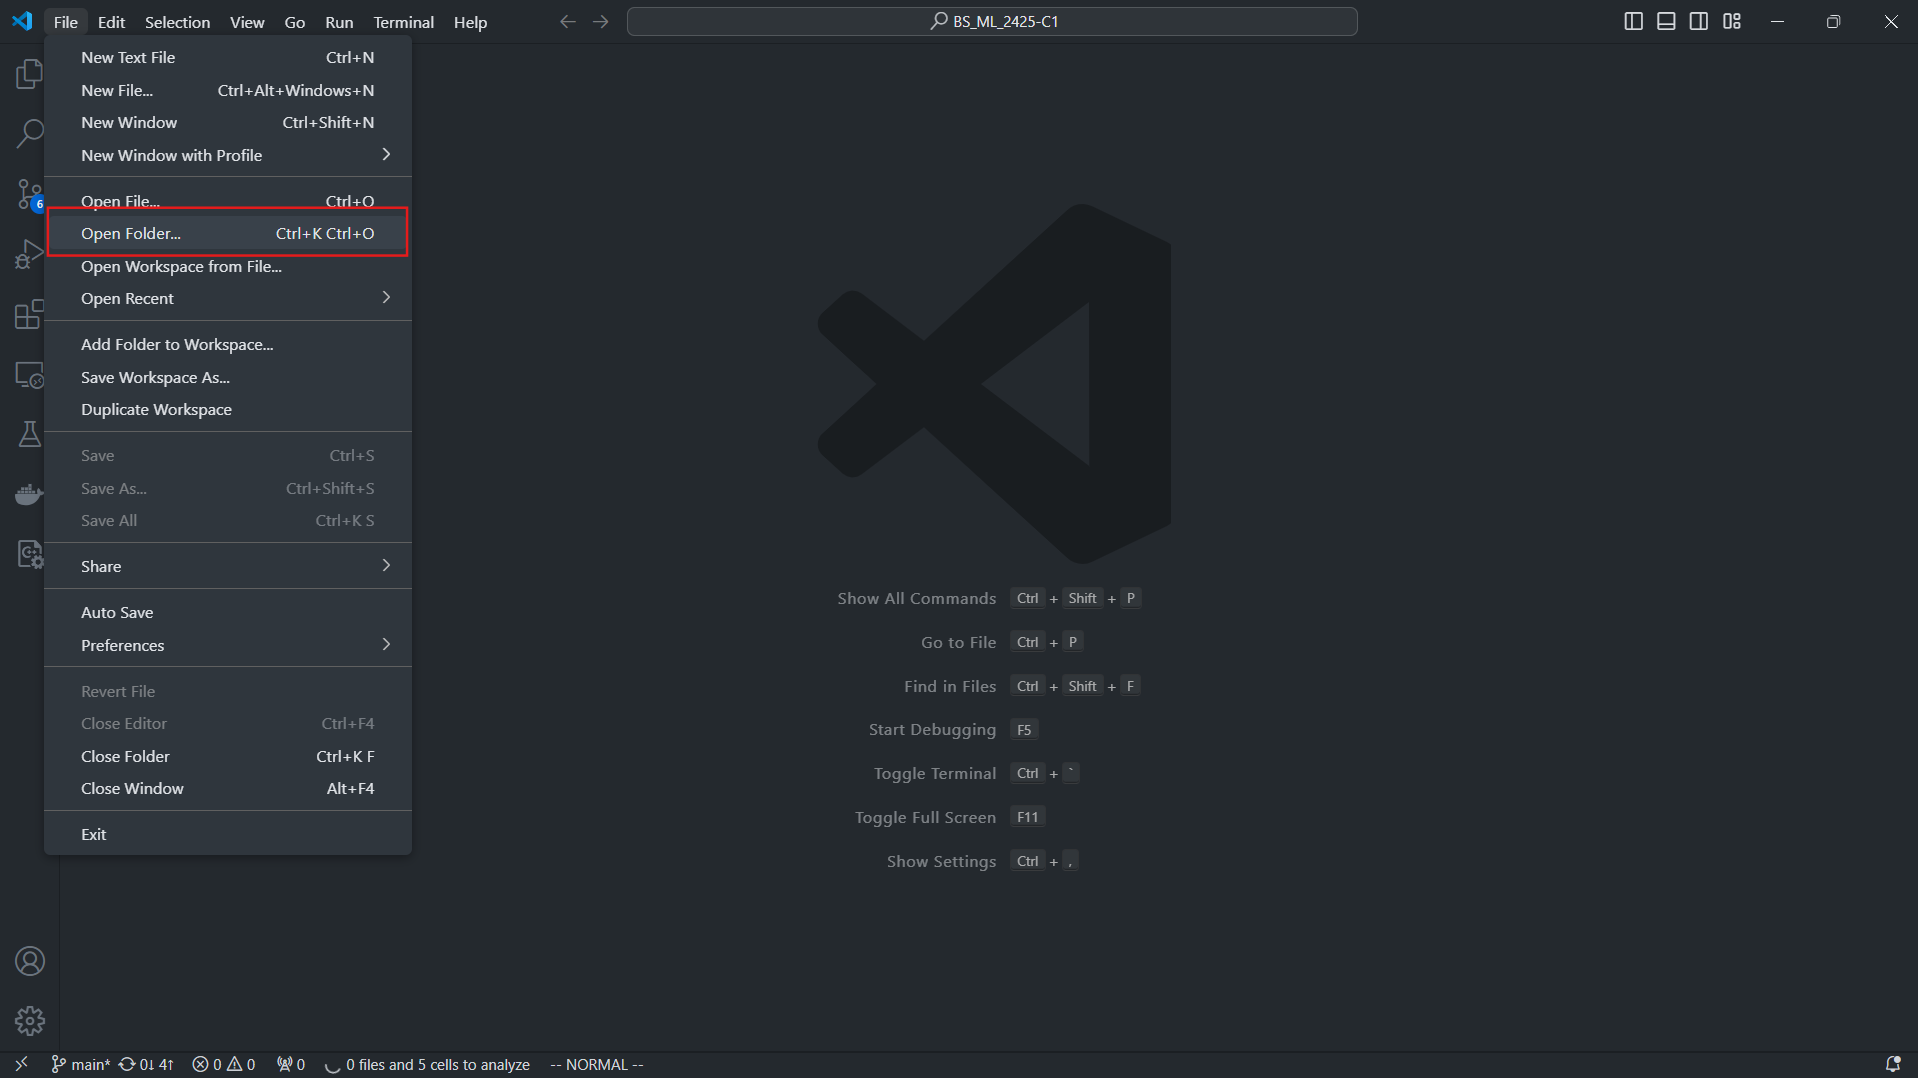 File Edit Selection View Go Run Terminal Help BS_ML_2425-C1
New Text File Ctrl+N
New File... Ctrl+Alt+Windows+N
New Window Ctrl+Shift+N
New Window with Profile
Open File... Ctrl+O
6
Open Folder... Ctrl+K Ctrl+O
Open Workspace from File...
Open Recent
Add Folder to Workspace...
Save Workspace As...
Duplicate Workspace
Save Ctrl+S
Save As... Ctrl+Shift+S
Save All Ctrl+K S
Share
Auto Save
Preferences
Revert File
Close Editor Ctrl+F4
Close Folder Ctrl+K F
Close Window Alt+F4
Exit
Show All Commands Ctrl + Shift + P
Go to File Ctrl + P
Find in Files Ctrl + Shift + F
Start Debugging F5
Toggle Terminal Ctrl + `
Toggle Full Screen F11
Show Settings Ctrl + ,
main* 0↓ 4↑ 0 0 0 0 files and 5 cells to analyze -- NORMAL --